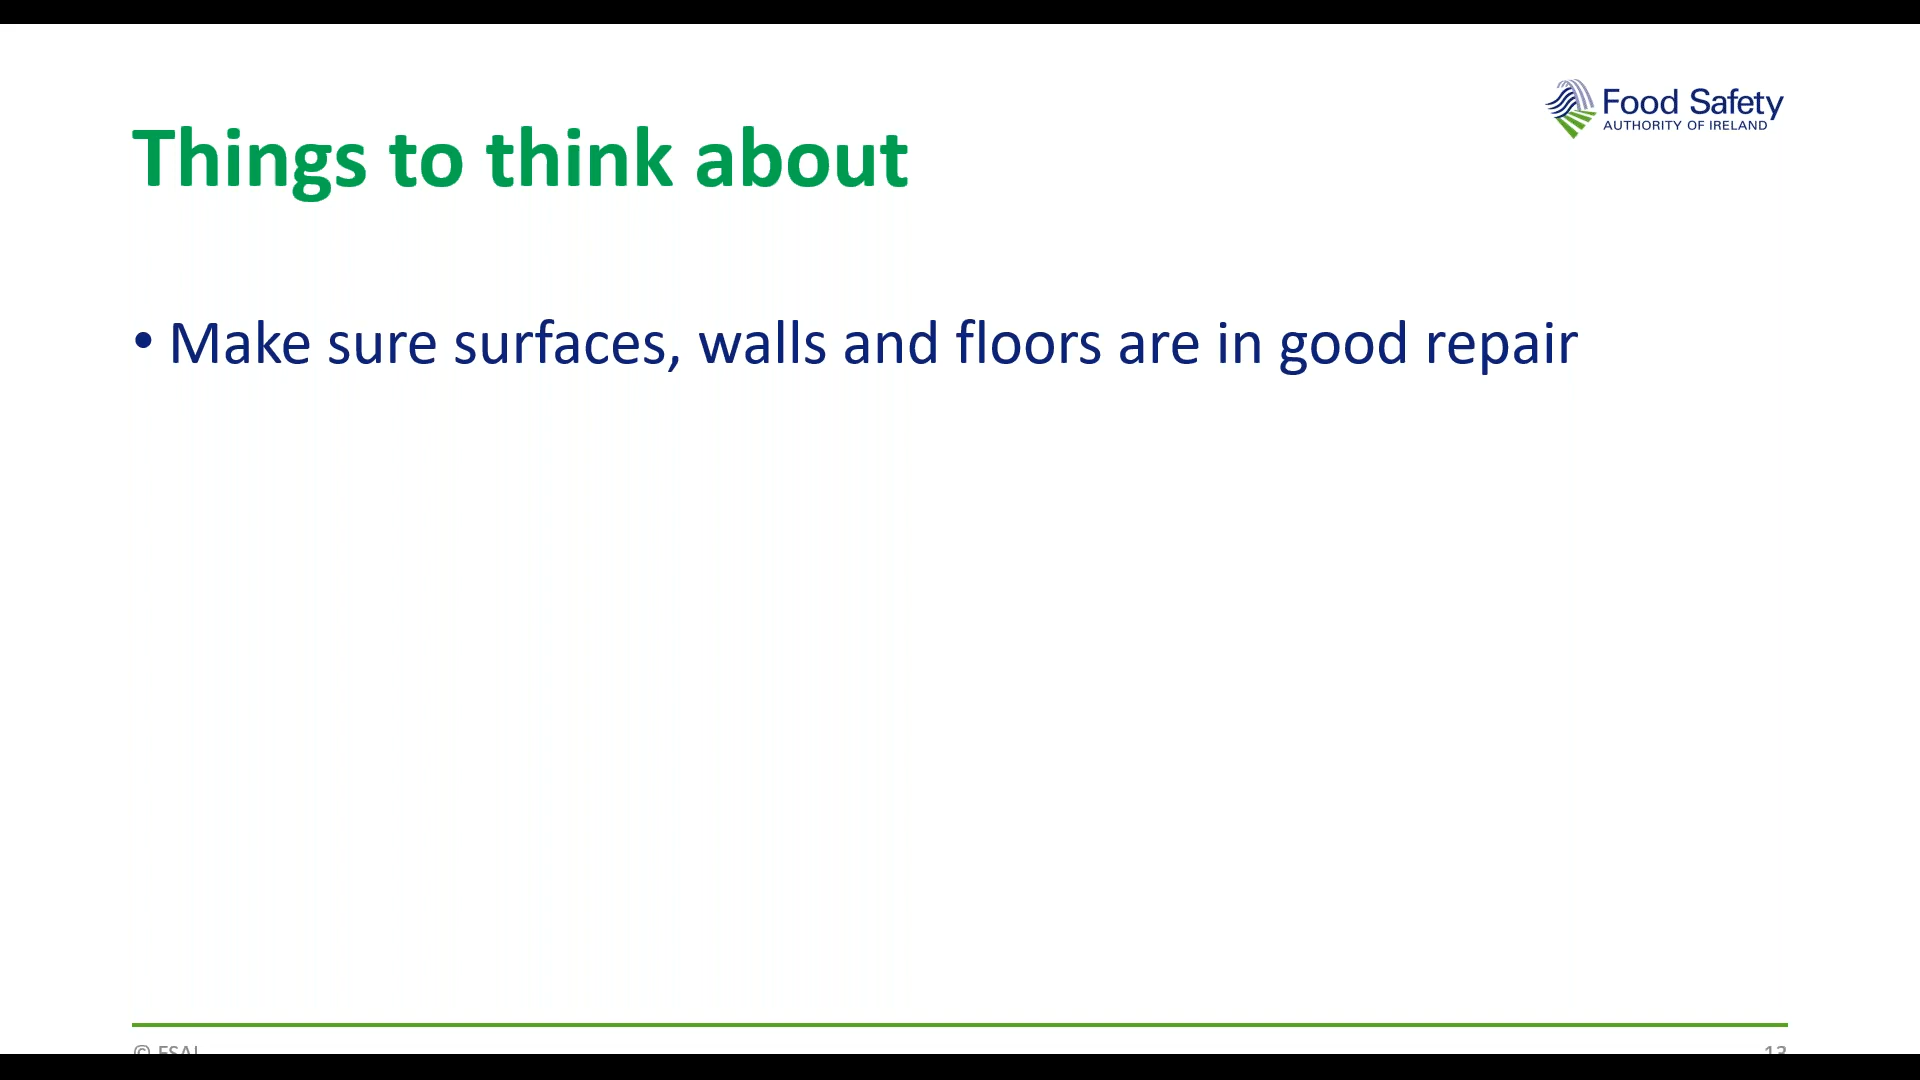 Food Safety
AUTHORITY OF IRELAND
Things to think about
• Make sure surfaces, walls and floors are in good repair
© FSAI
13